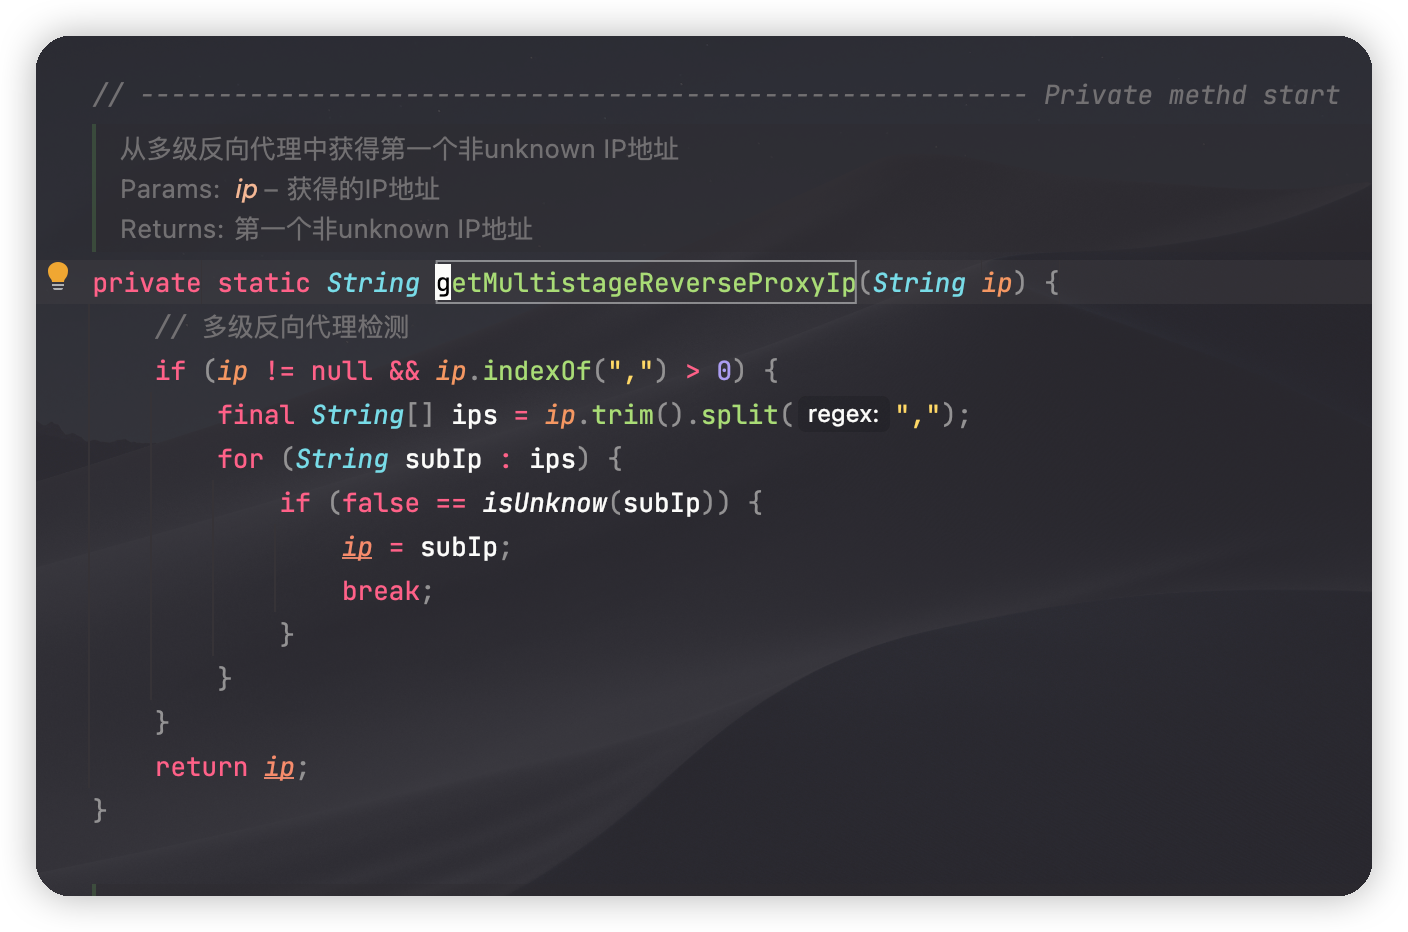 // --------------------------------------------------------- Private methd start
从多级反向代理中获得第一个非unknown IP地址
Params: ip – 获得的IP地址
Returns: 第一个非unknown IP地址
private static String getMultistageReverseProxyIp(String ip) {
// 多级反向代理检测
if (ip != null && ip.indexOf(",") > 0) {
final String[] ips = ip.trim().split( regex: ",");
for (String subIp : ips) {
if (false == isUnknow(subIp)) {
ip = subIp;
break;
}
}
}
return ip;
}